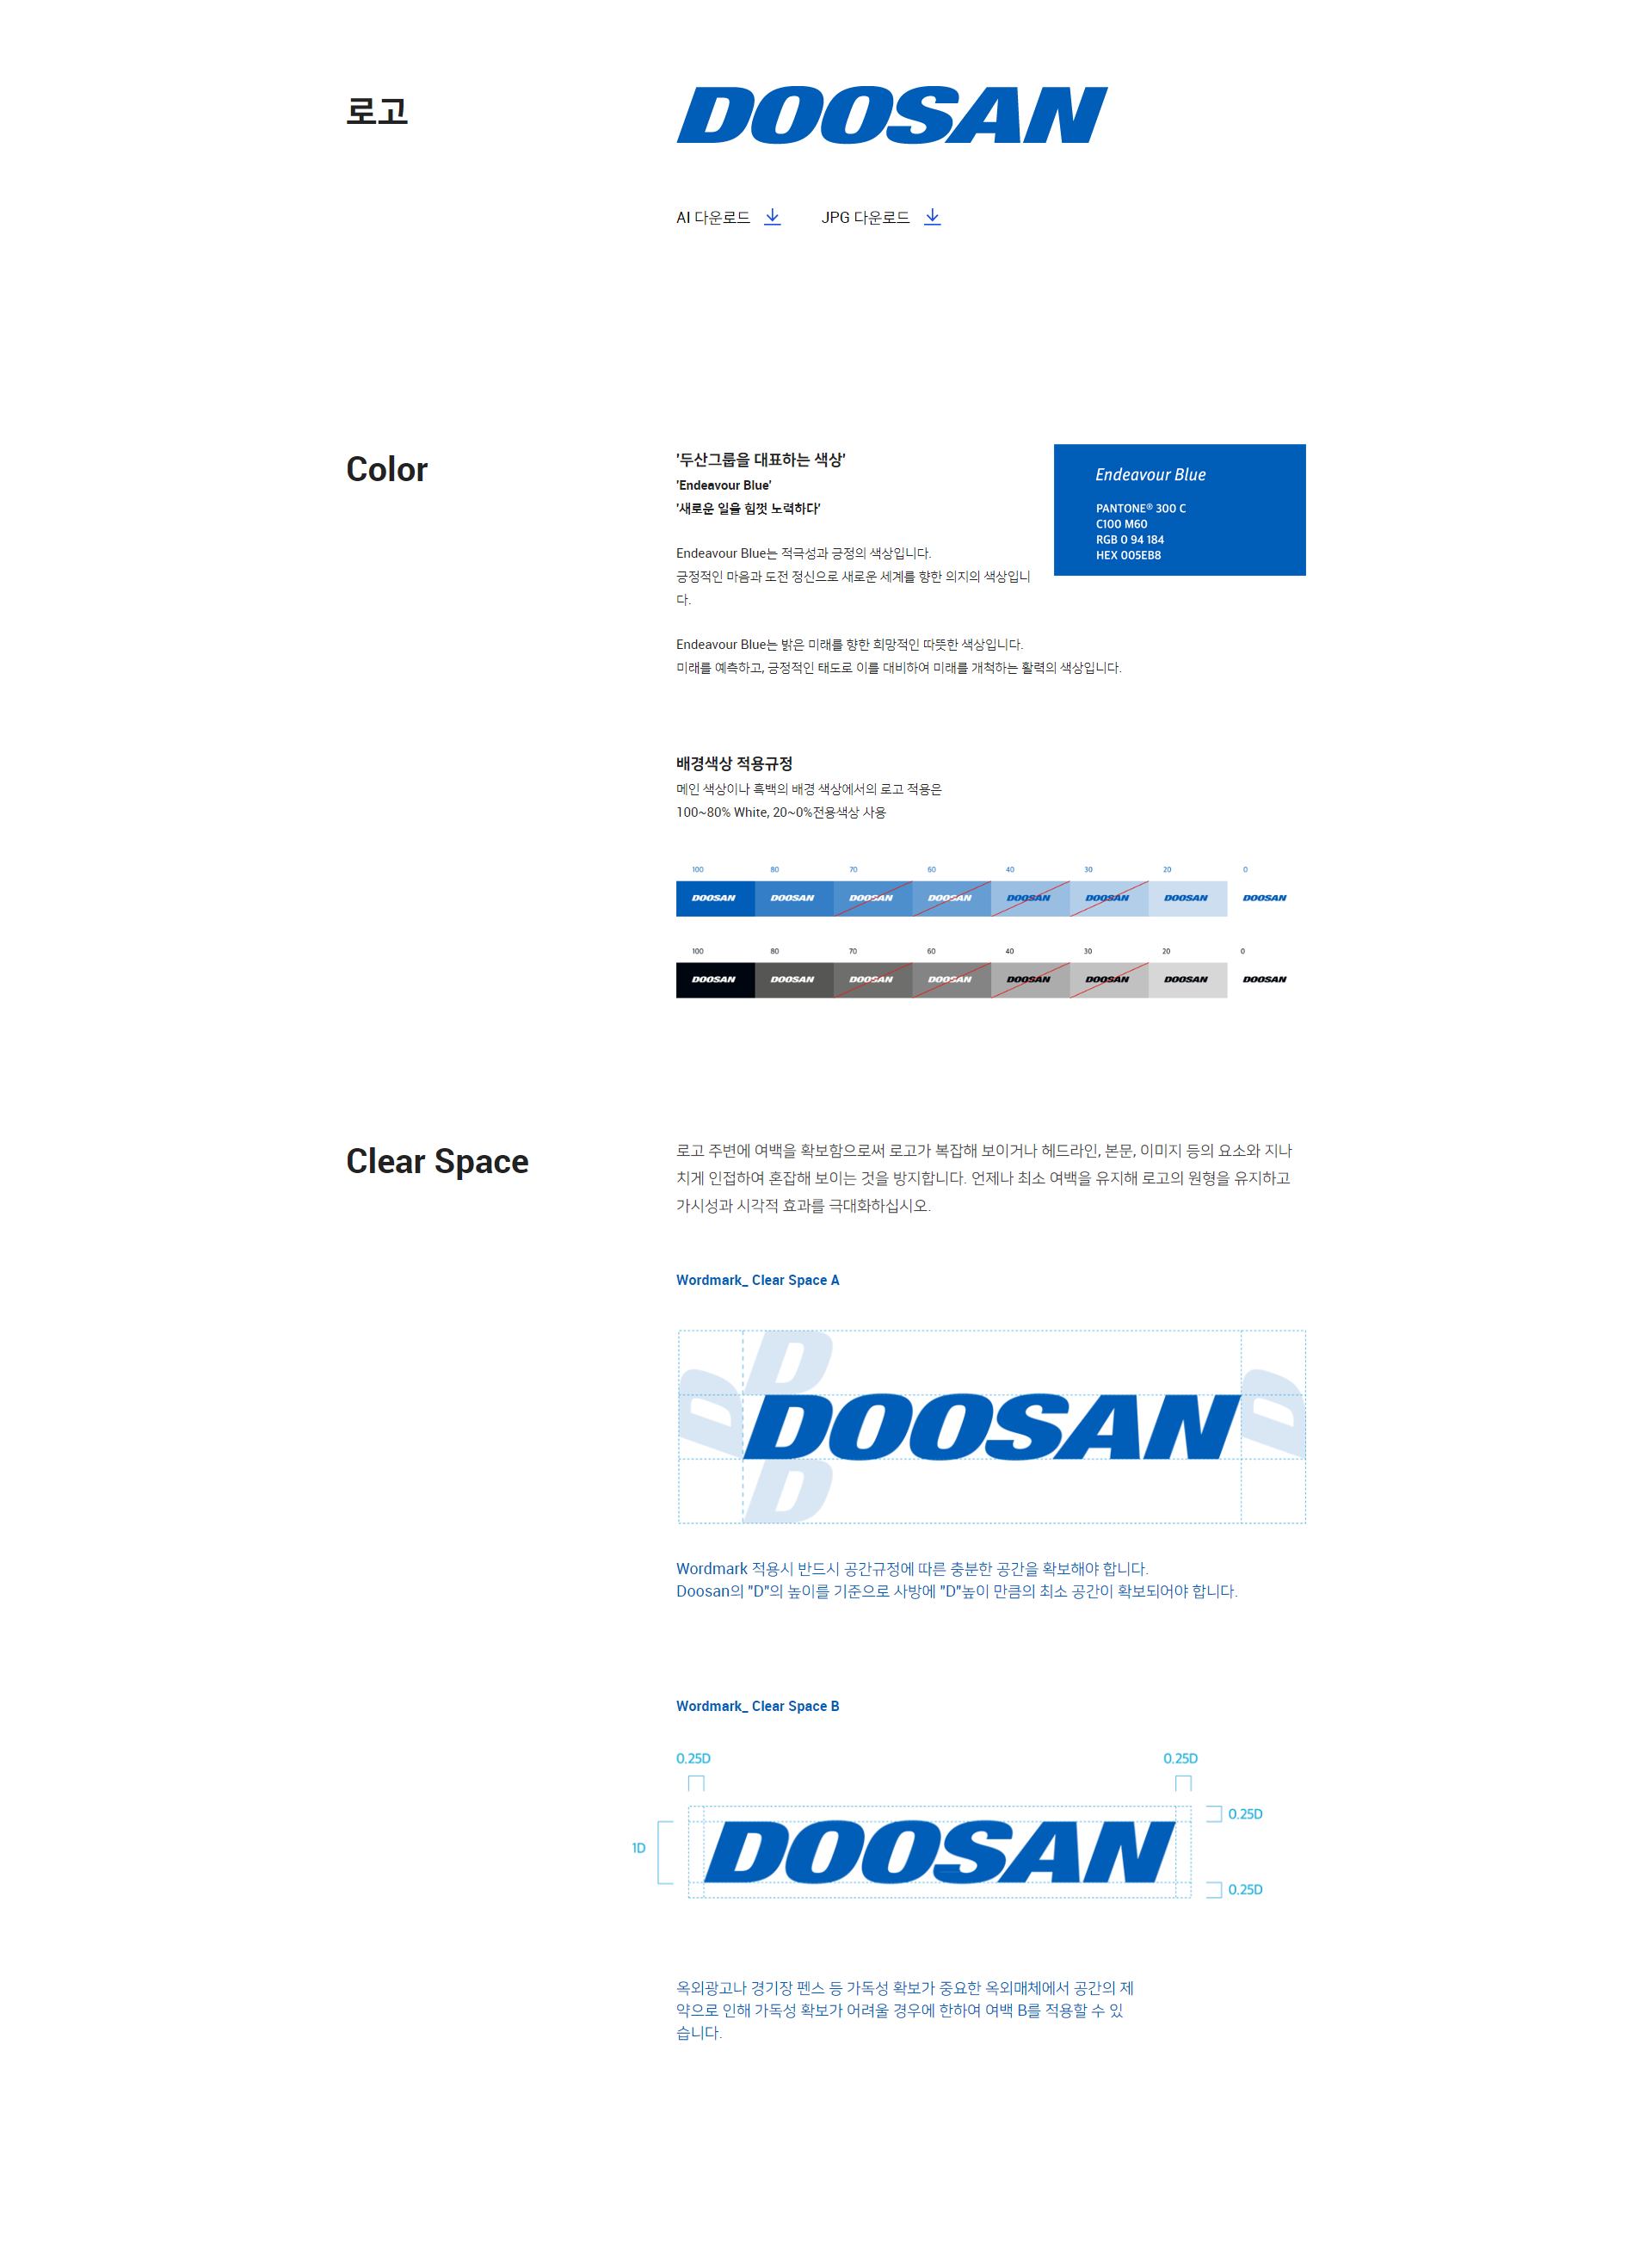 로고
DOOSAN
AI 다운로드 JPG 다운로드
Color
'두산그룹을 대표하는 색상'
'Endeavour Blue'
'새로운 일을 힘껏 노력하다'
Endeavour Blue는 적극성과 긍정의 색상입니다.
긍정적인 마음과 도전 정신으로 새로운 세계를 향한 의지의 색상입니
다.
Endeavour Blue는 밝은 미래를 향한 희망적인 따뜻한 색상입니다.
미래를 예측하고, 긍정적인 태도로 이를 대비하여 미래를 개척하는 활력의 색상입니다.
Endeavour Blue
PANTONE® 300 C
C100 M60
RGB 0 94 184
HEX 005EB8
배경색상 적용규정
메인 색상이나 흑백의 배경 색상에서의 로고 적용은
100~80% White, 20~0%전용색상 사용
100 80 70 60 40 30 20 0
DOOSAN DOOSAN DOOSAN DOOSAN DOOSAN DOOSAN DOOSAN DOOSAN
100 80 70 60 40 30 20 0
DOOSAN DOOSAN DOOSAN DOOSAN DOOSAN DOOSAN DOOSAN DOOSAN
Clear Space
로고 주변에 여백을 확보함으로써 로고가 복잡해 보이거나 헤드라인, 본문, 이미지 등의 요소와 지나
치게 인접하여 혼잡해 보이는 것을 방지합니다. 언제나 최소 여백을 유지해 로고의 원형을 유지하고
가시성과 시각적 효과를 극대화하십시오.
Wordmark_ Clear Space A
D
D DOOSAN D
D
Wordmark 적용시 반드시 공간규정에 따른 충분한 공간을 확보해야 합니다.
Doosan의 "D"의 높이를 기준으로 사방에 "D"높이 만큼의 최소 공간이 확보되어야 합니다.
Wordmark_ Clear Space B
0.25D 0.25D
0.25D
1D DOOSAN
0.25D
옥외광고나 경기장 펜스 등 가독성 확보가 중요한 옥외매체에서 공간의 제
약으로 인해 가독성 확보가 어려울 경우에 한하여 여백 B를 적용할 수 있
습니다.